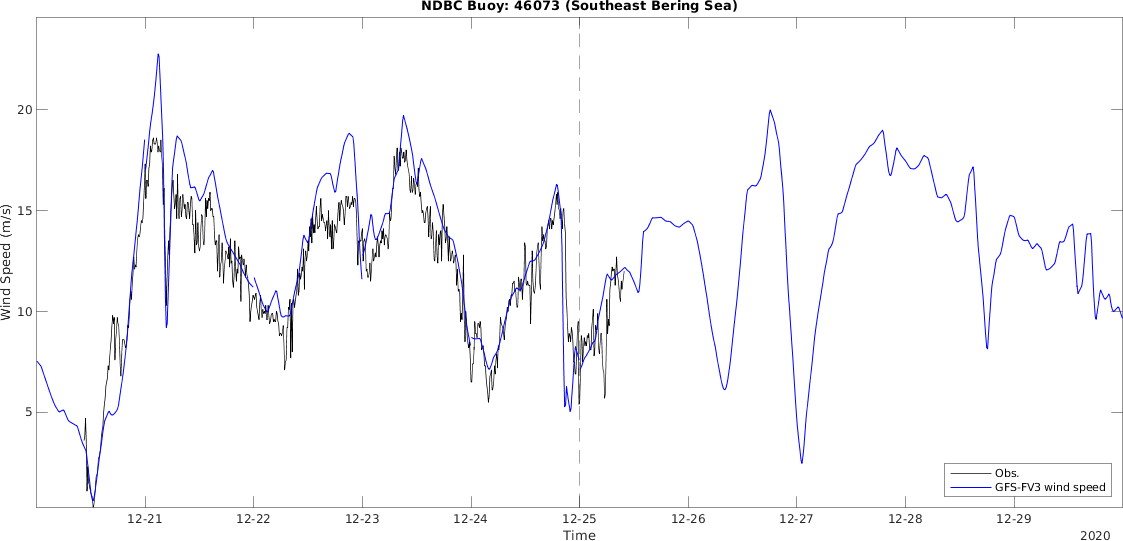 NDBC Buoy: 46073 (Southeast Bering Sea)
Wind Speed (m/s)
20
15
10
5
Obs.
GFS-FV3 wind speed
12-21 12-22 12-23 12-24 12-25 12-26 12-27 12-28 12-29
Time
2020